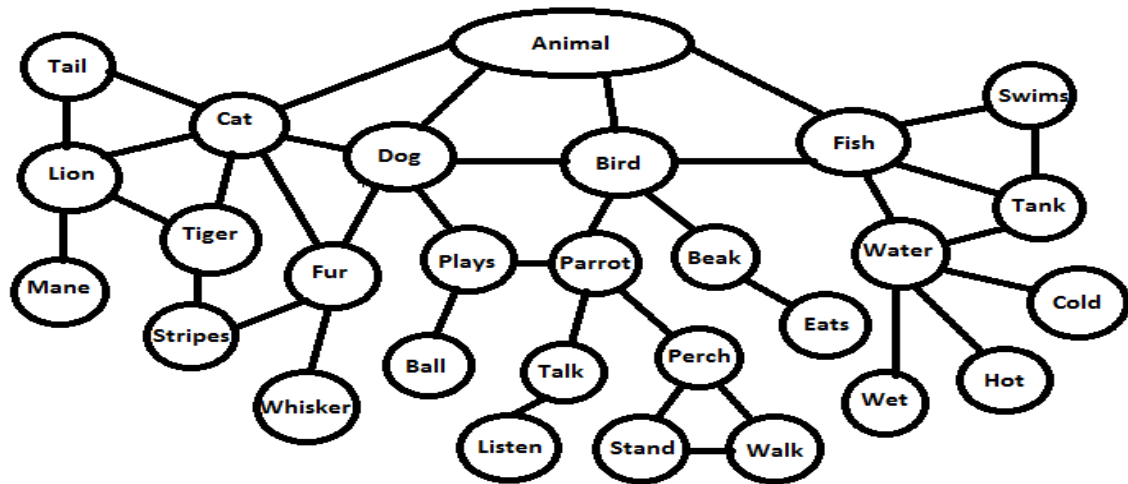 Animal
Tail
Swims
Cat
Dog
Bird
Fish
Lion
Tank
Tiger
Water
Fur
Plays
Parrot
Beak
Mane
Cold
Stripes
Eats
Perch
Ball
Talk
Hot
Whisker
Wet
Listen
Stand
Walk